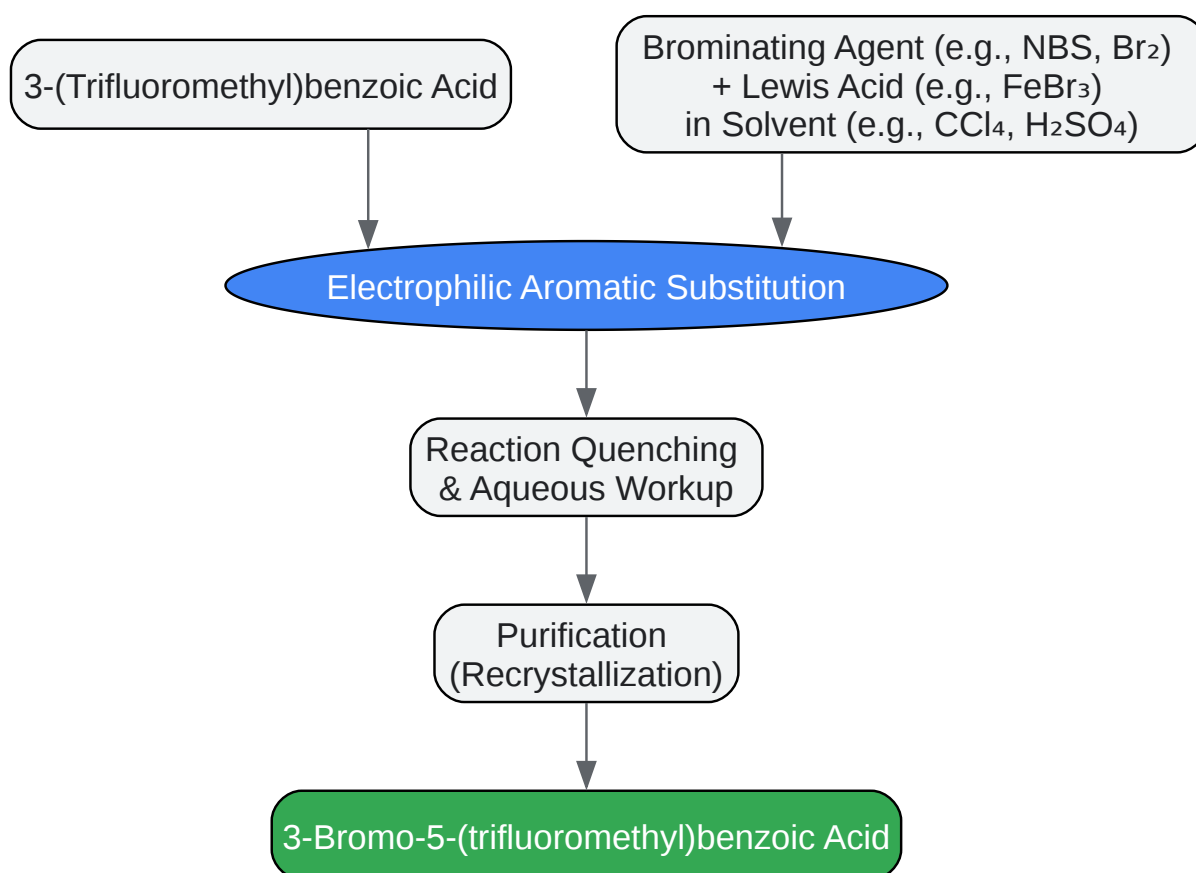 3-(Trifluoromethyl)benzoic Acid
Brominating Agent (e.g., NBS, Br₂)
+ Lewis Acid (e.g., FeBr₃)
in Solvent (e.g., CCl₄, H₂SO₄)
Electrophilic Aromatic Substitution
Reaction Quenching
& Aqueous Workup
Purification
(Recrystallization)
3-Bromo-5-(trifluoromethyl)benzoic Acid